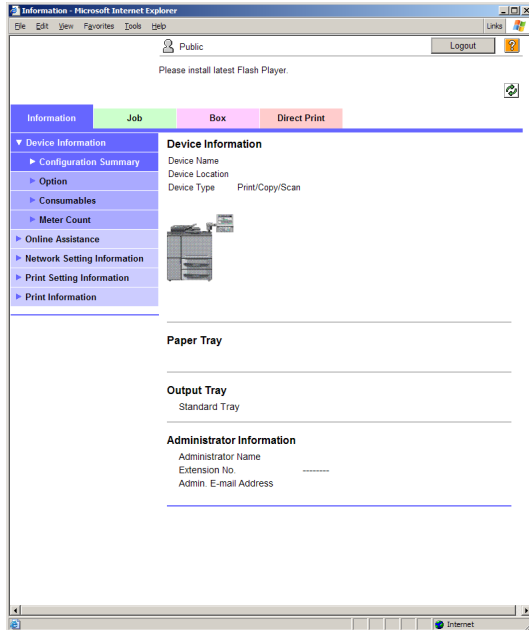 Information - Microsoft Internet Explorer
File Edit View Favorites Tools Help Links
Public Logout
Please install latest Flash Player.
Information Job Box Direct Print
Device Information
Configuration Summary
Option
Consumables
Meter Count
Online Assistance
Network Setting Information
Print Setting Information
Print Information
Device Information
Device Name
Device Location
Device Type Print/Copy/Scan
Paper Tray
Output Tray
Standard Tray
Administrator Information
Administrator Name
Extension No. --------
Admin. E-mail Address
Internet